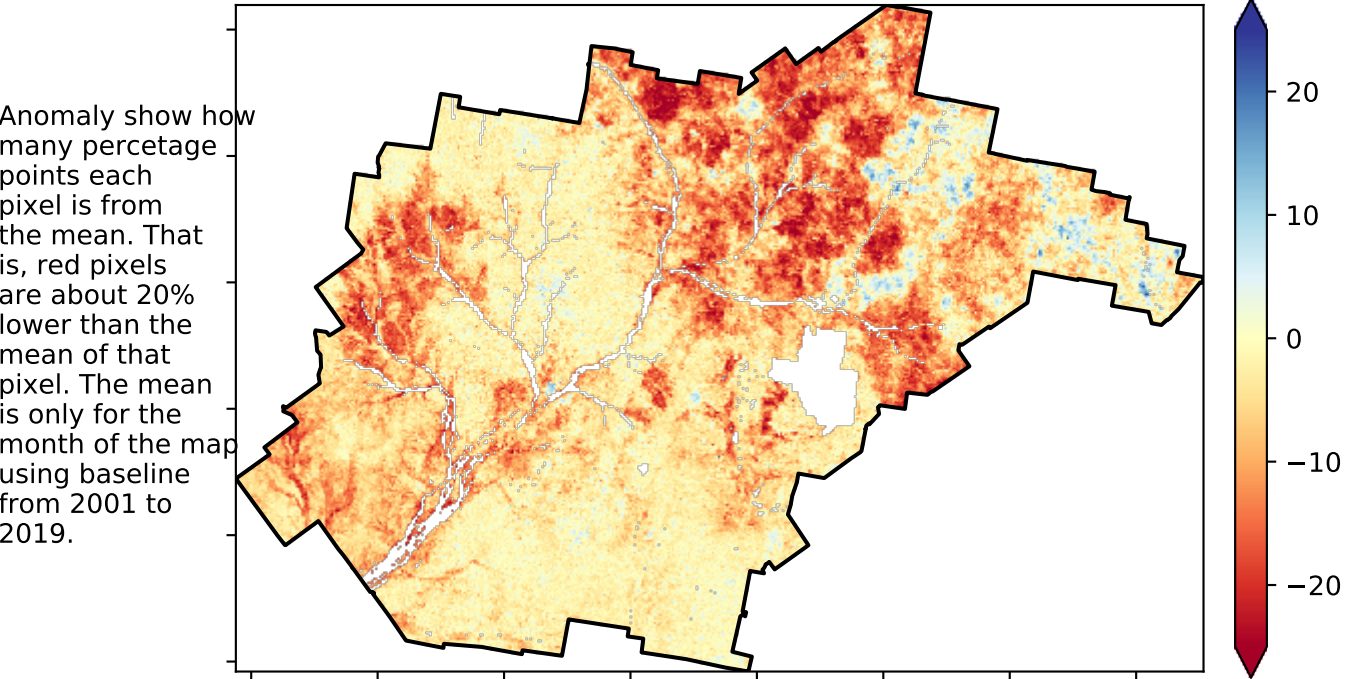 Anomaly show how
many percetage
points each
pixel is from
the mean. That
is, red pixels
are about 20%
lower than the
mean of that
pixel. The mean
is only for the
month of the map
using baseline
from 2001 to
2019.
20
10
0
−10
−20